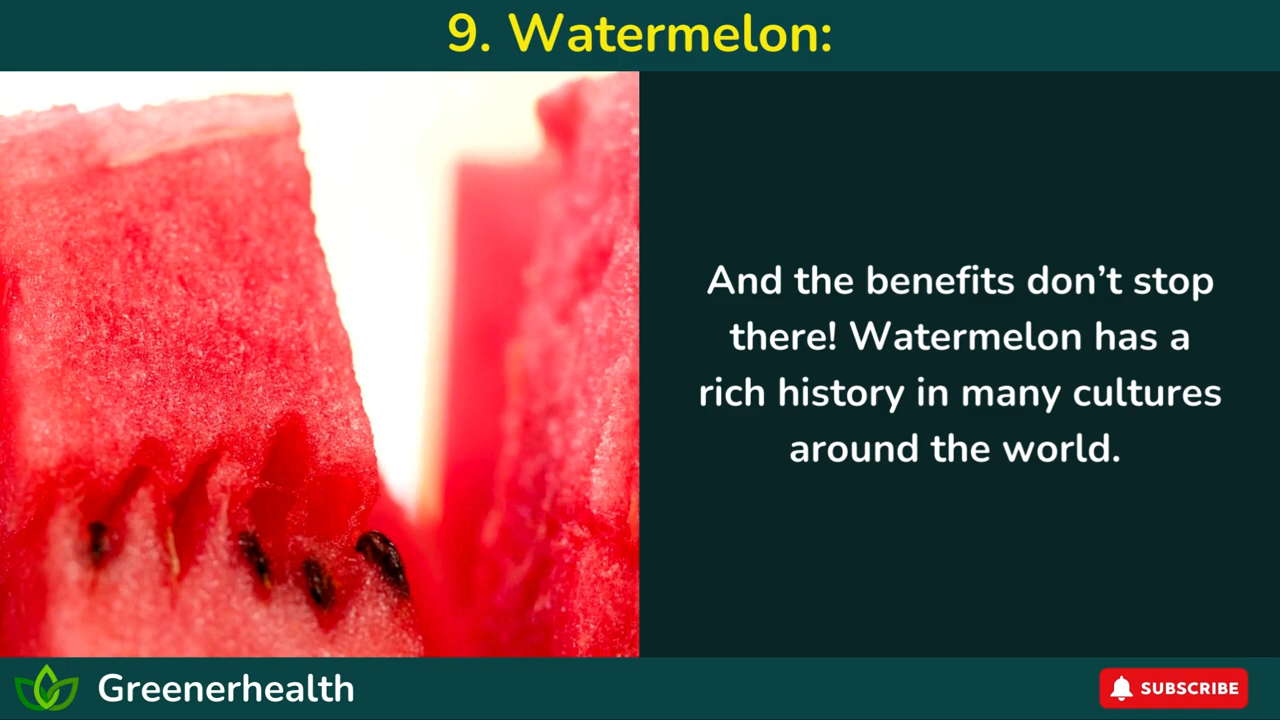 9. Watermelon:
And the benefits don’t stop
there! Watermelon has a
rich history in many cultures
around the world.
Greenerhealth
SUBSCRIBE